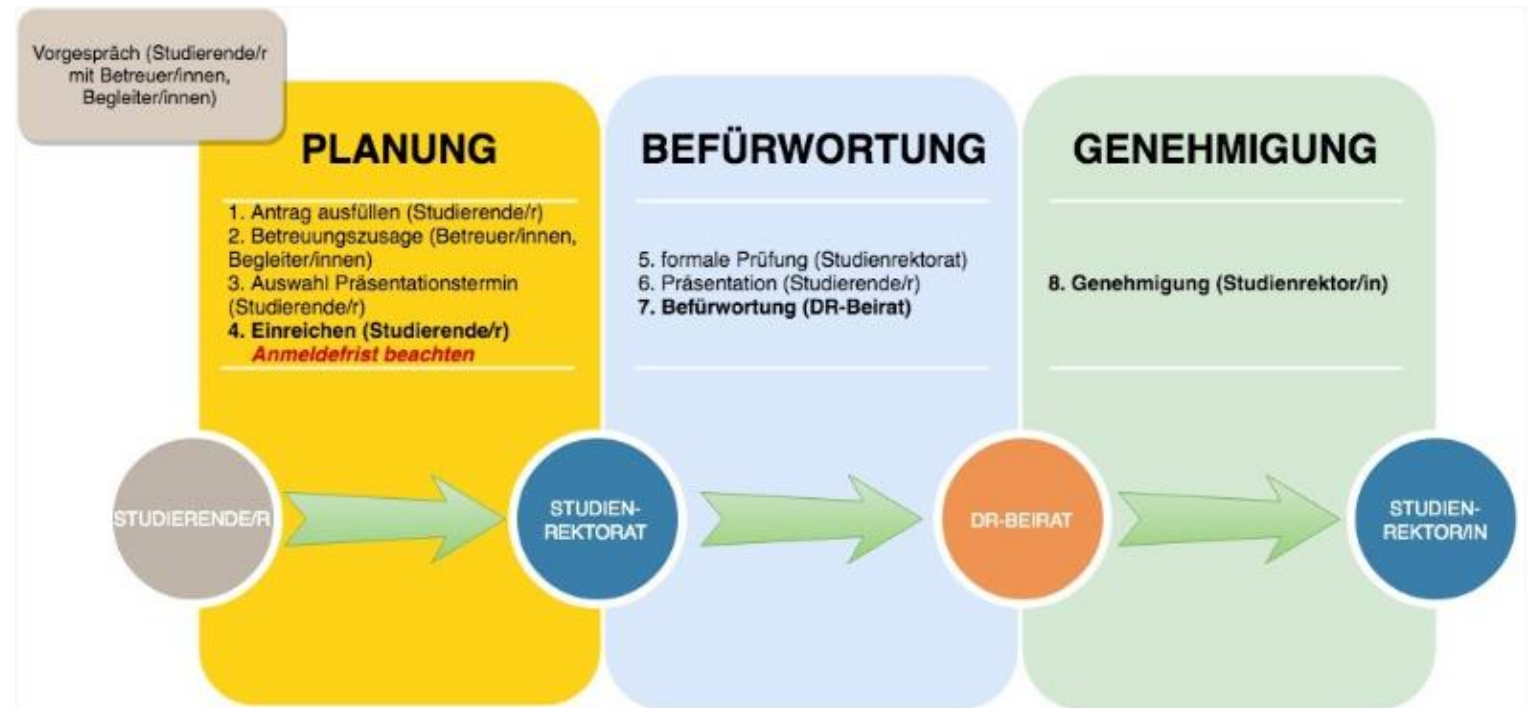 Vorgespräch (Studierende/r
mit Betreuer/innen,
Begleiter/innen)
PLANUNG
1. Antrag ausfüllen (Studierende/r)
2. Betreuungszusage (Betreuer/innen,
Begleiter/innen)
3. Auswahl Präsentationstermin
(Studierende/r)
4. Einreichen (Studierende/r)
Anmeldefrist beachten
BEFÜRWORTUNG
5. formale Prüfung (Studienrektorat)
6. Präsentation (Studierende/r)
7. Befürwortung (DR-Beirat)
GENEHMIGUNG
8. Genehmigung (Studienrektor/in)
STUDIERENDE/R
STUDIEN-
REKTORAT
DR-BEIRAT
STUDIEN-
REKTOR/IN